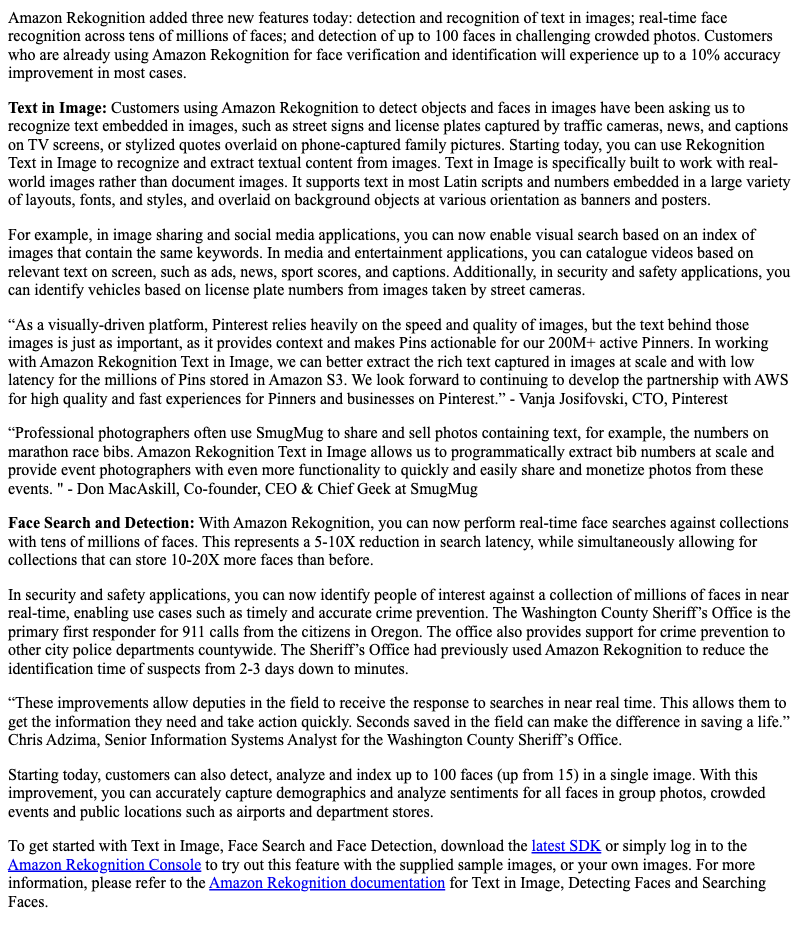 Amazon Rekognition added three new features today: detection and recognition of text in images; real-time face
recognition across tens of millions of faces; and detection of up to 100 faces in challenging crowded photos. Customers
who are already using Amazon Rekognition for face verification and identification will experience up to a 10% accuracy
improvement in most cases.
Text in Image: Customers using Amazon Rekognition to detect objects and faces in images have been asking us to
recognize text embedded in images, such as street signs and license plates captured by traffic cameras, news, and captions
on TV screens, or stylized quotes overlaid on phone-captured family pictures. Starting today, you can use Rekognition
Text in Image to recognize and extract textual content from images. Text in Image is specifically built to work with real-
world images rather than document images. It supports text in most Latin scripts and numbers embedded in a large variety
of layouts, fonts, and styles, and overlaid on background objects at various orientation as banners and posters.
For example, in image sharing and social media applications, you can now enable visual search based on an index of
images that contain the same keywords. In media and entertainment applications, you can catalogue videos based on
relevant text on screen, such as ads, news, sport scores, and captions. Additionally, in security and safety applications, you
can identify vehicles based on license plate numbers from images taken by street cameras.
“As a visually-driven platform, Pinterest relies heavily on the speed and quality of images, but the text behind those
images is just as important, as it provides context and makes Pins actionable for our 200M+ active Pinners. In working
with Amazon Rekognition Text in Image, we can better extract the rich text captured in images at scale and with low
latency for the millions of Pins stored in Amazon S3. We look forward to continuing to develop the partnership with AWS
for high quality and fast experiences for Pinners and businesses on Pinterest.” - Vanja Josifovski, CTO, Pinterest
“Professional photographers often use SmugMug to share and sell photos containing text, for example, the numbers on
marathon race bibs. Amazon Rekognition Text in Image allows us to programmatically extract bib numbers at scale and
provide event photographers with even more functionality to quickly and easily share and monetize photos from these
events. " - Don MacAskill, Co-founder, CEO & Chief Geek at SmugMug
Face Search and Detection: With Amazon Rekognition, you can now perform real-time face searches against collections
with tens of millions of faces. This represents a 5-10X reduction in search latency, while simultaneously allowing for
collections that can store 10-20X more faces than before.
In security and safety applications, you can now identify people of interest against a collection of millions of faces in near
real-time, enabling use cases such as timely and accurate crime prevention. The Washington County Sheriff’s Office is the
primary first responder for 911 calls from the citizens in Oregon. The office also provides support for crime prevention to
other city police departments countywide. The Sheriff’s Office had previously used Amazon Rekognition to reduce the
identification time of suspects from 2-3 days down to minutes.
“These improvements allow deputies in the field to receive the response to searches in near real time. This allows them to
get the information they need and take action quickly. Seconds saved in the field can make the difference in saving a life.”
Chris Adzima, Senior Information Systems Analyst for the Washington County Sheriff’s Office.
Starting today, customers can also detect, analyze and index up to 100 faces (up from 15) in a single image. With this
improvement, you can accurately capture demographics and analyze sentiments for all faces in group photos, crowded
events and public locations such as airports and department stores.
To get started with Text in Image, Face Search and Face Detection, download the latest SDK or simply log in to the
Amazon Rekognition Console to try out this feature with the supplied sample images, or your own images. For more
information, please refer to the Amazon Rekognition documentation for Text in Image, Detecting Faces and Searching
Faces.